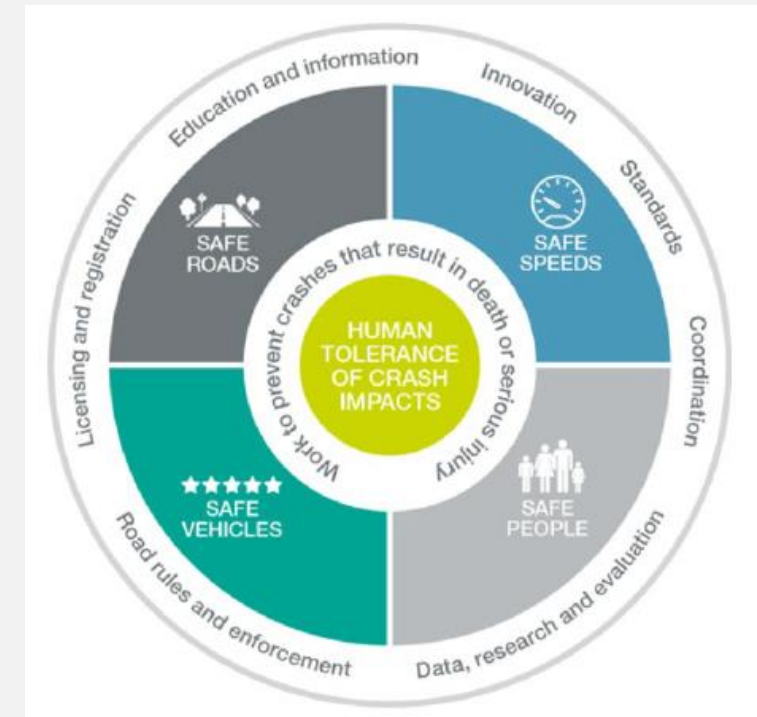 Education and information
Innovation
Standards
Coordination
Data, research and evaluation
Road rules and enforcement
Licensing and registration
SAFE
ROADS
SAFE
SPEEDS
Work to prevent crashes that result in death or serious injury
HUMAN
TOLERANCE
OF CRASH
IMPACTS
SAFE
VEHICLES
SAFE
PEOPLE